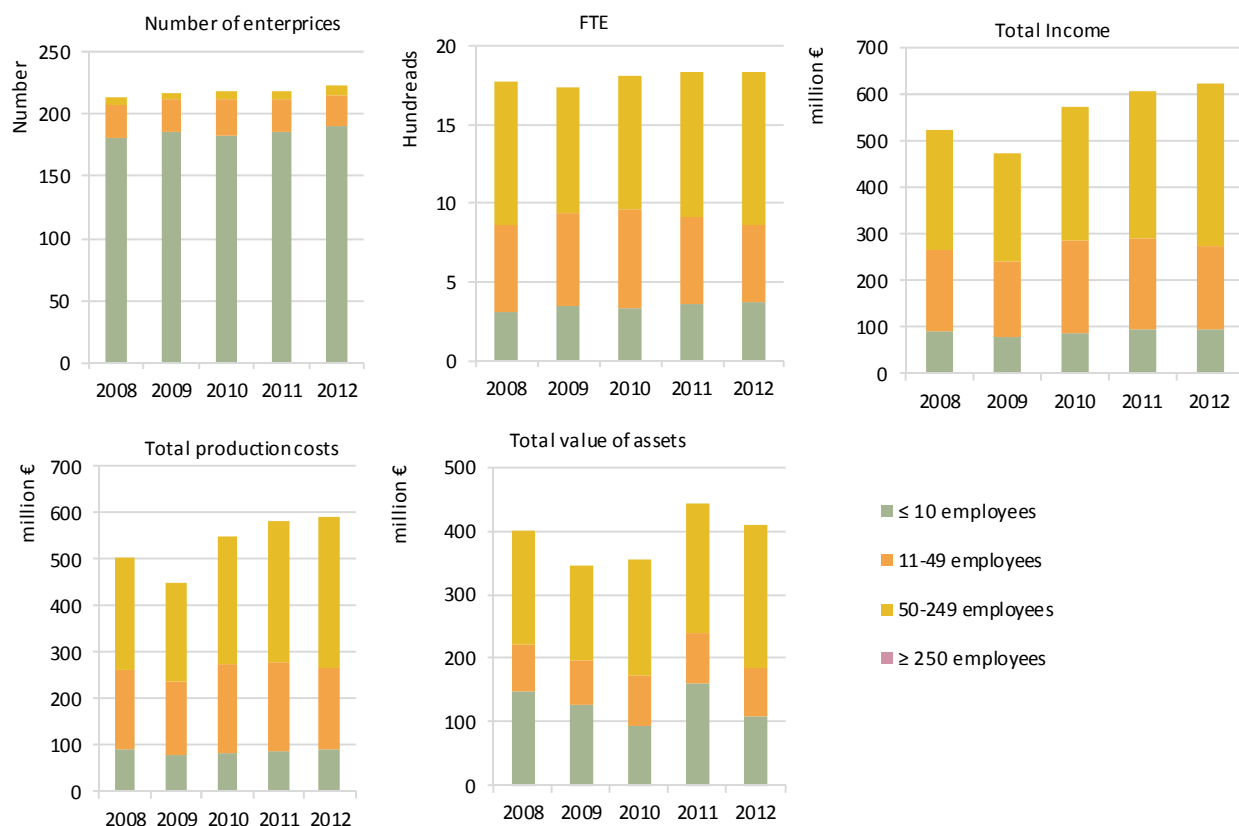 Number of enterprices
Number
250
200
150
100
50
0
2008 2009 2010 2011 2012
FTE
Hundreads
20
15
10
5
0
2008 2009 2010 2011 2012
Total Income
million €
700
600
500
400
300
200
100
0
2008 2009 2010 2011 2012
Total production costs
million €
700
600
500
400
300
200
100
0
2008 2009 2010 2011 2012
Total value of assets
million €
500
400
300
200
100
0
2008 2009 2010 2011 2012
≤ 10 employees
11-49 employees
50-249 employees
≥ 250 employees